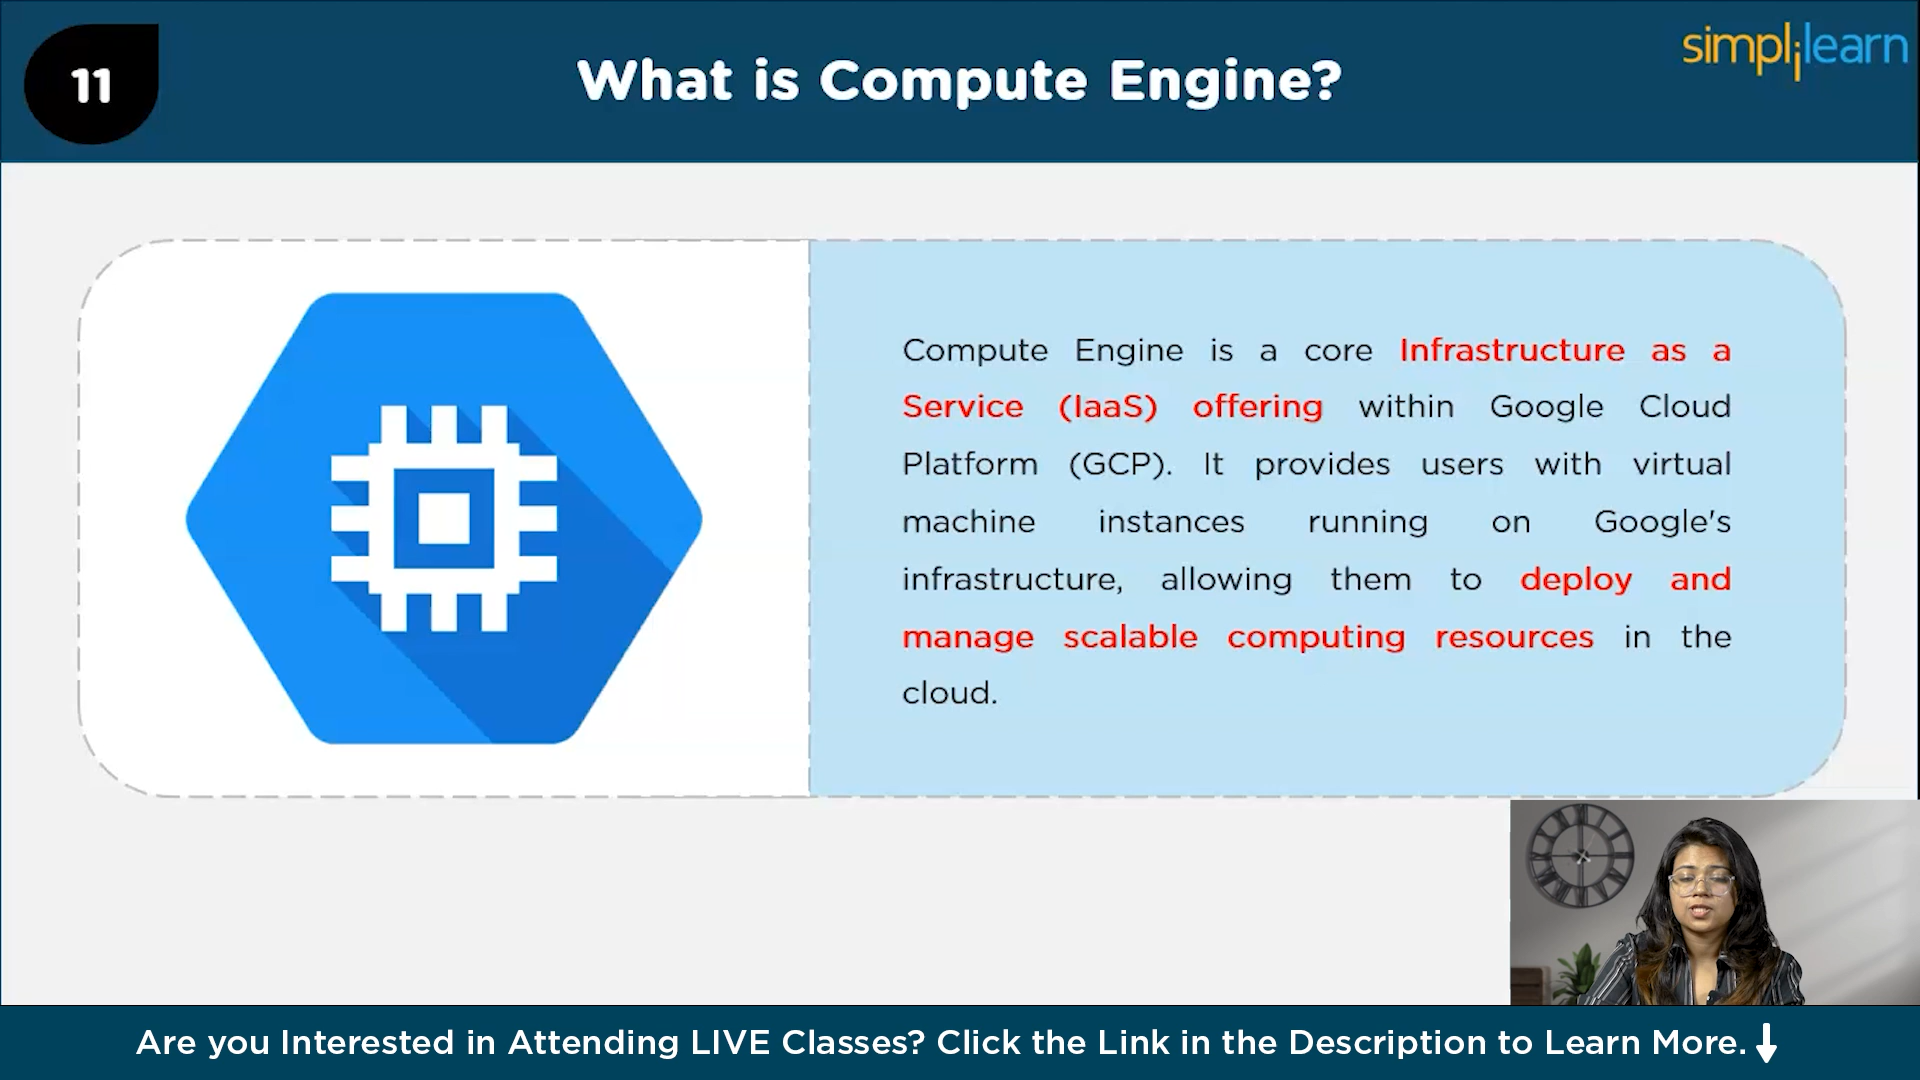 11
What is Compute Engine?
simplilearn
Compute Engine is a core Infrastructure as a
Service (IaaS) offering within Google Cloud
Platform (GCP). It provides users with virtual
machine instances running on Google's
infrastructure, allowing them to deploy and
manage scalable computing resources in the
cloud.
Are you Interested in Attending LIVE Classes? Click the Link in the Description to Learn More.